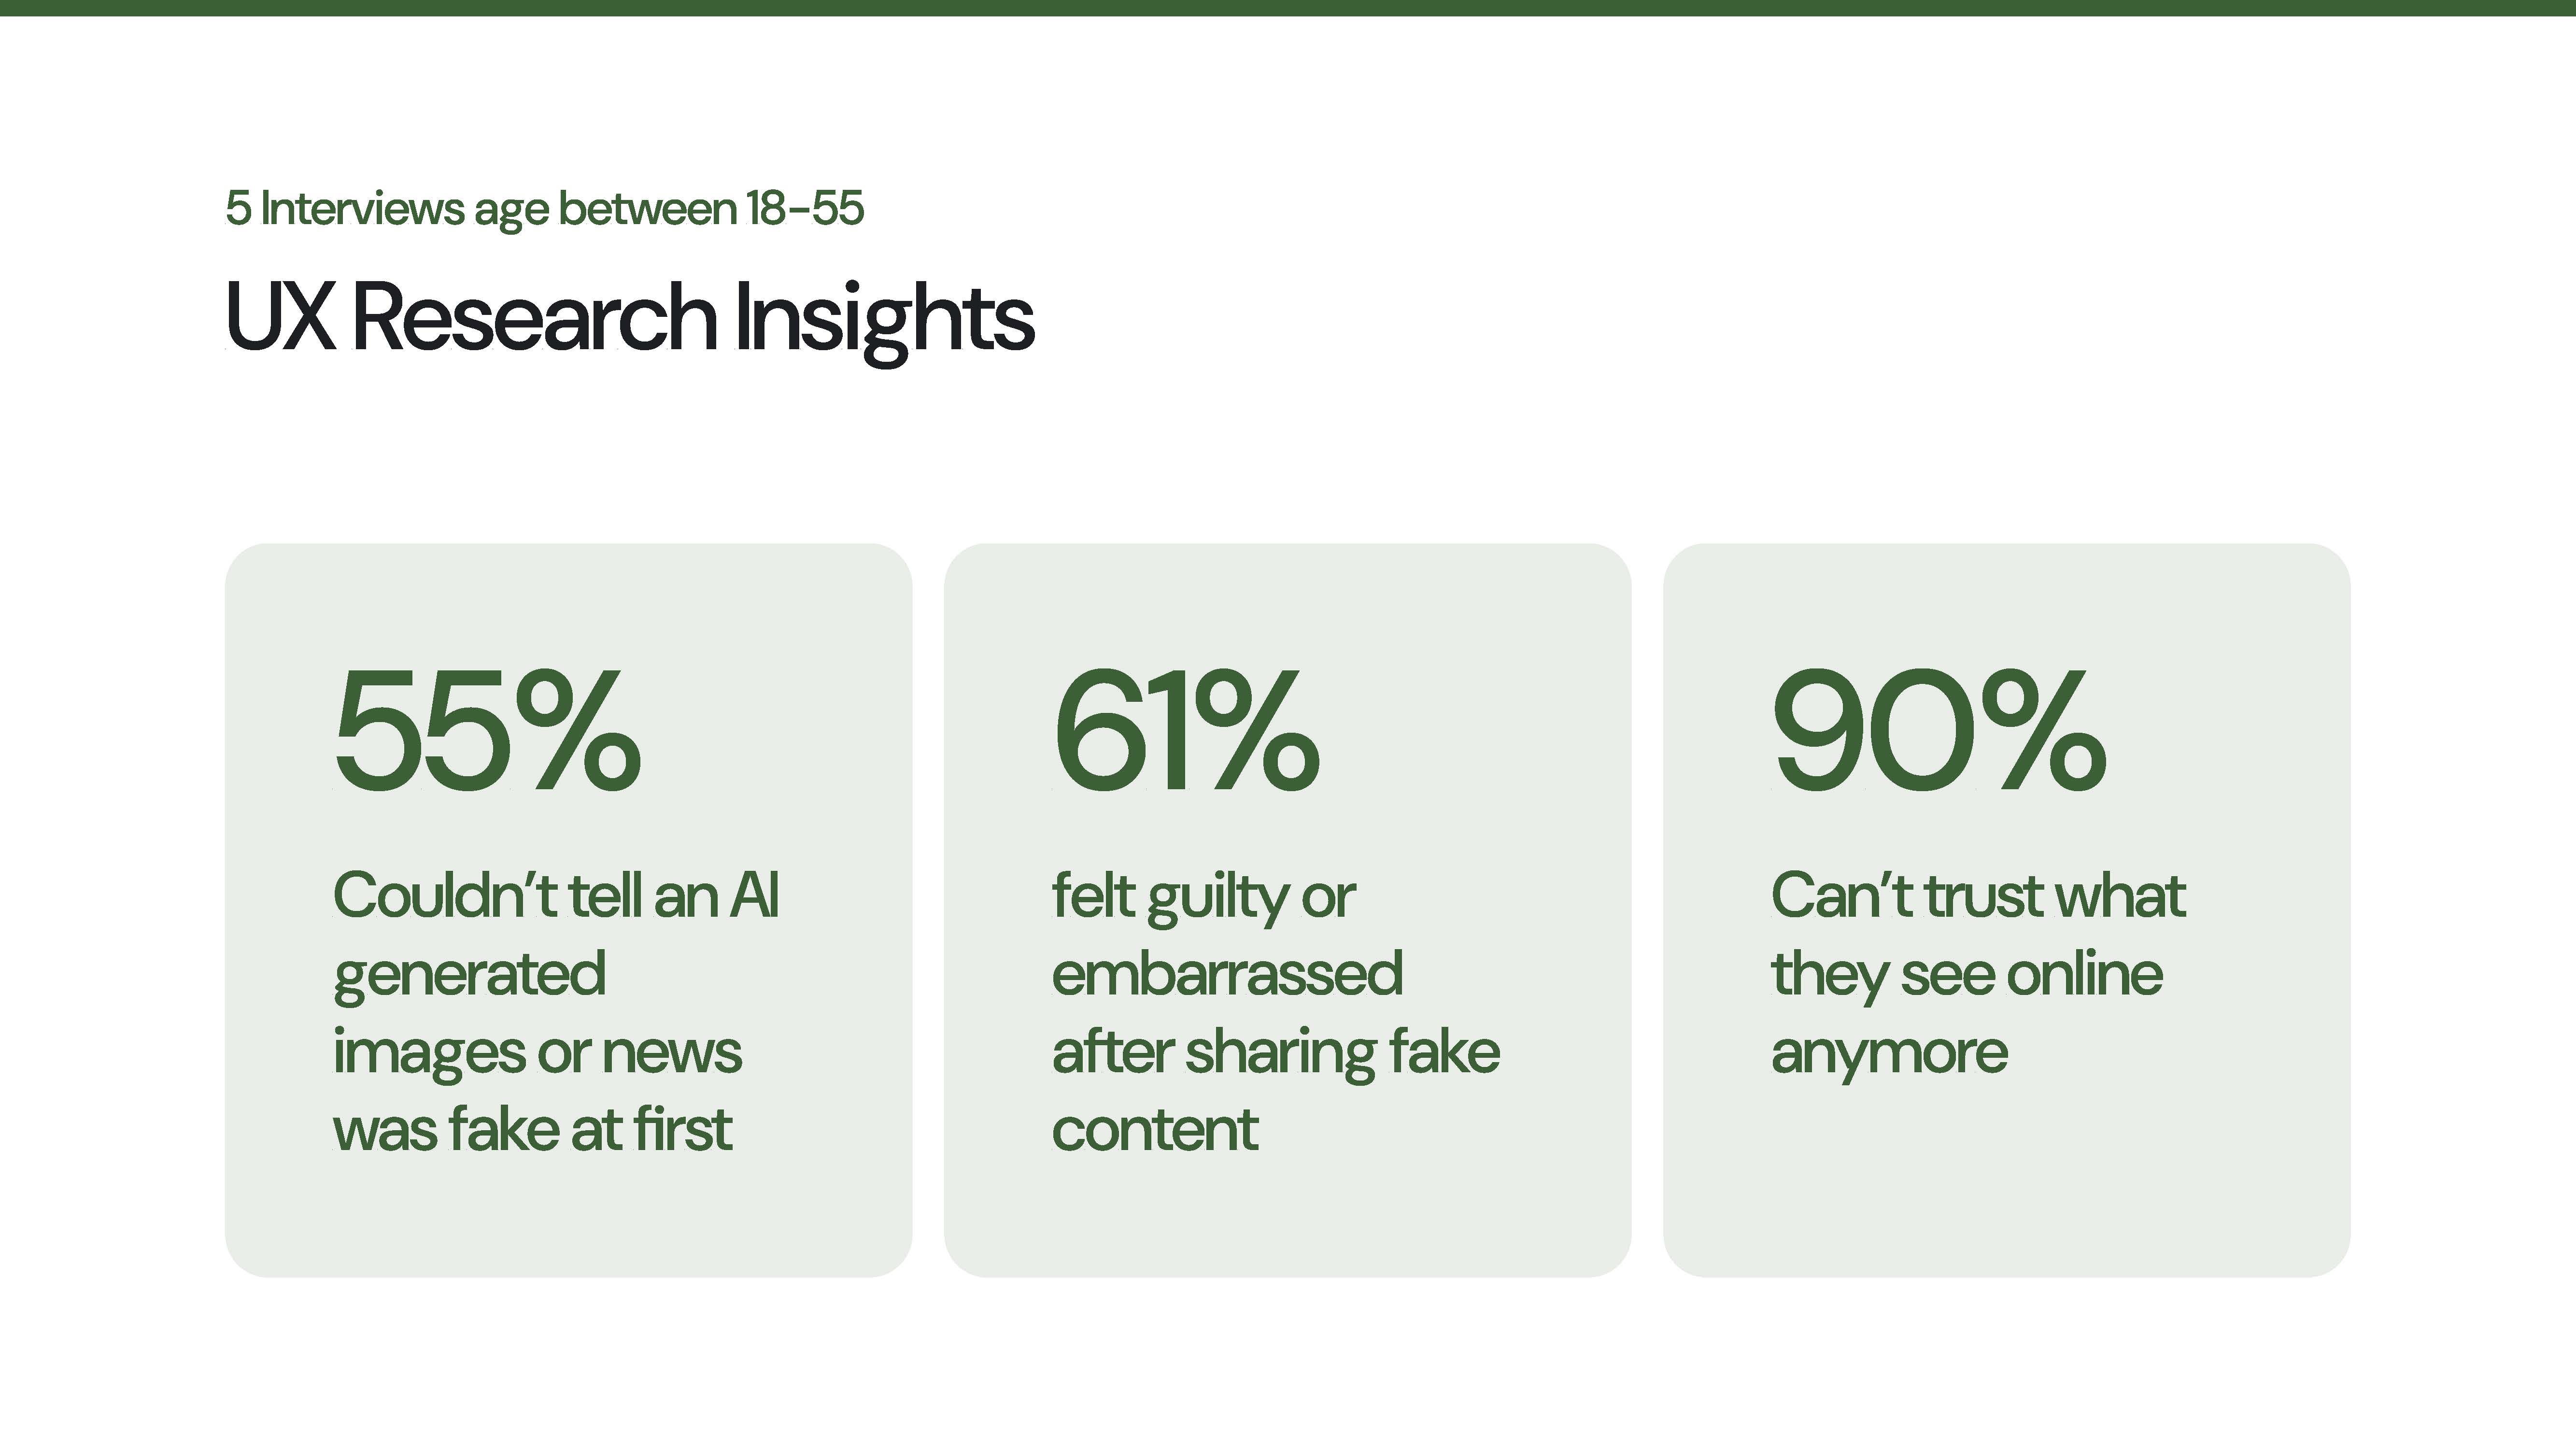 5 Interviews age between 18-55
UX Research Insights
55%
Couldn’t tell an AI
generated
images or news
was fake at first
61%
felt guilty or
embarrassed
after sharing fake
content
90%
Can’t trust what
they see online
anymore